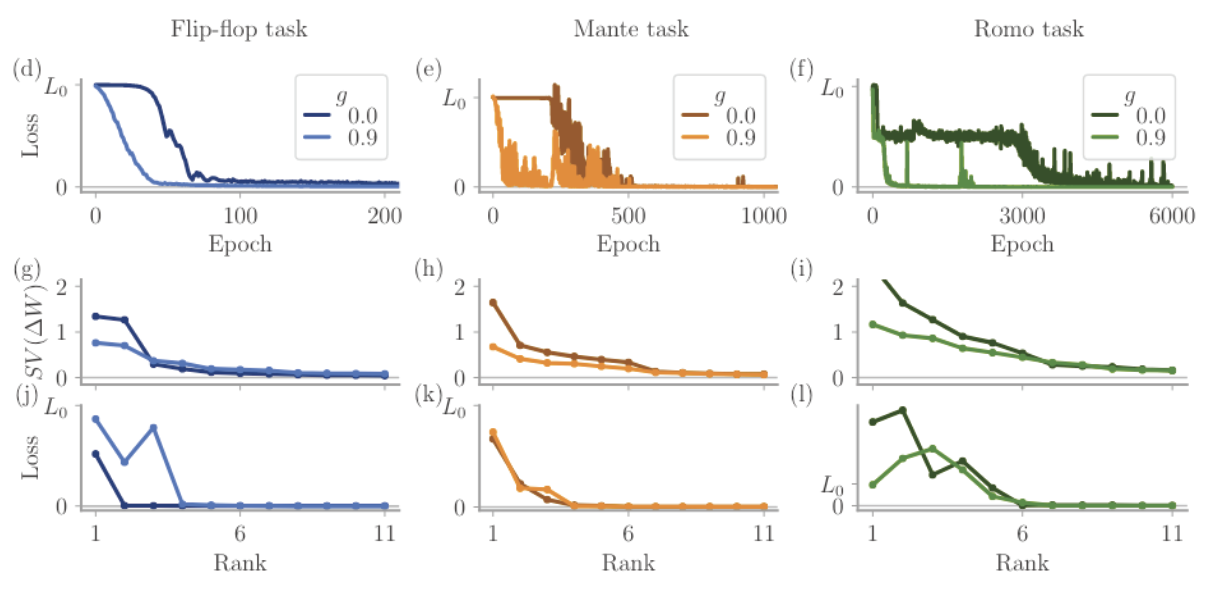 Flip-flop task
Mante task
Romo task
(d)
L₀
0
Loss
g
0.0
0.9
0 100 200
Epoch
(e)
L₀
0
g
0.0
0.9
0 500 1000
Epoch
(f)
L₀
0
g
0.0
0.9
0 3000 6000
Epoch
(g)
SV(ΔW)
2
1
0
(h)
2
1
0
(i)
2
1
0
(j)
L₀
0
Loss
1 6 11
Rank
(k)
L₀
0
1 6 11
Rank
(l)
L₀
0
1 6 11
Rank